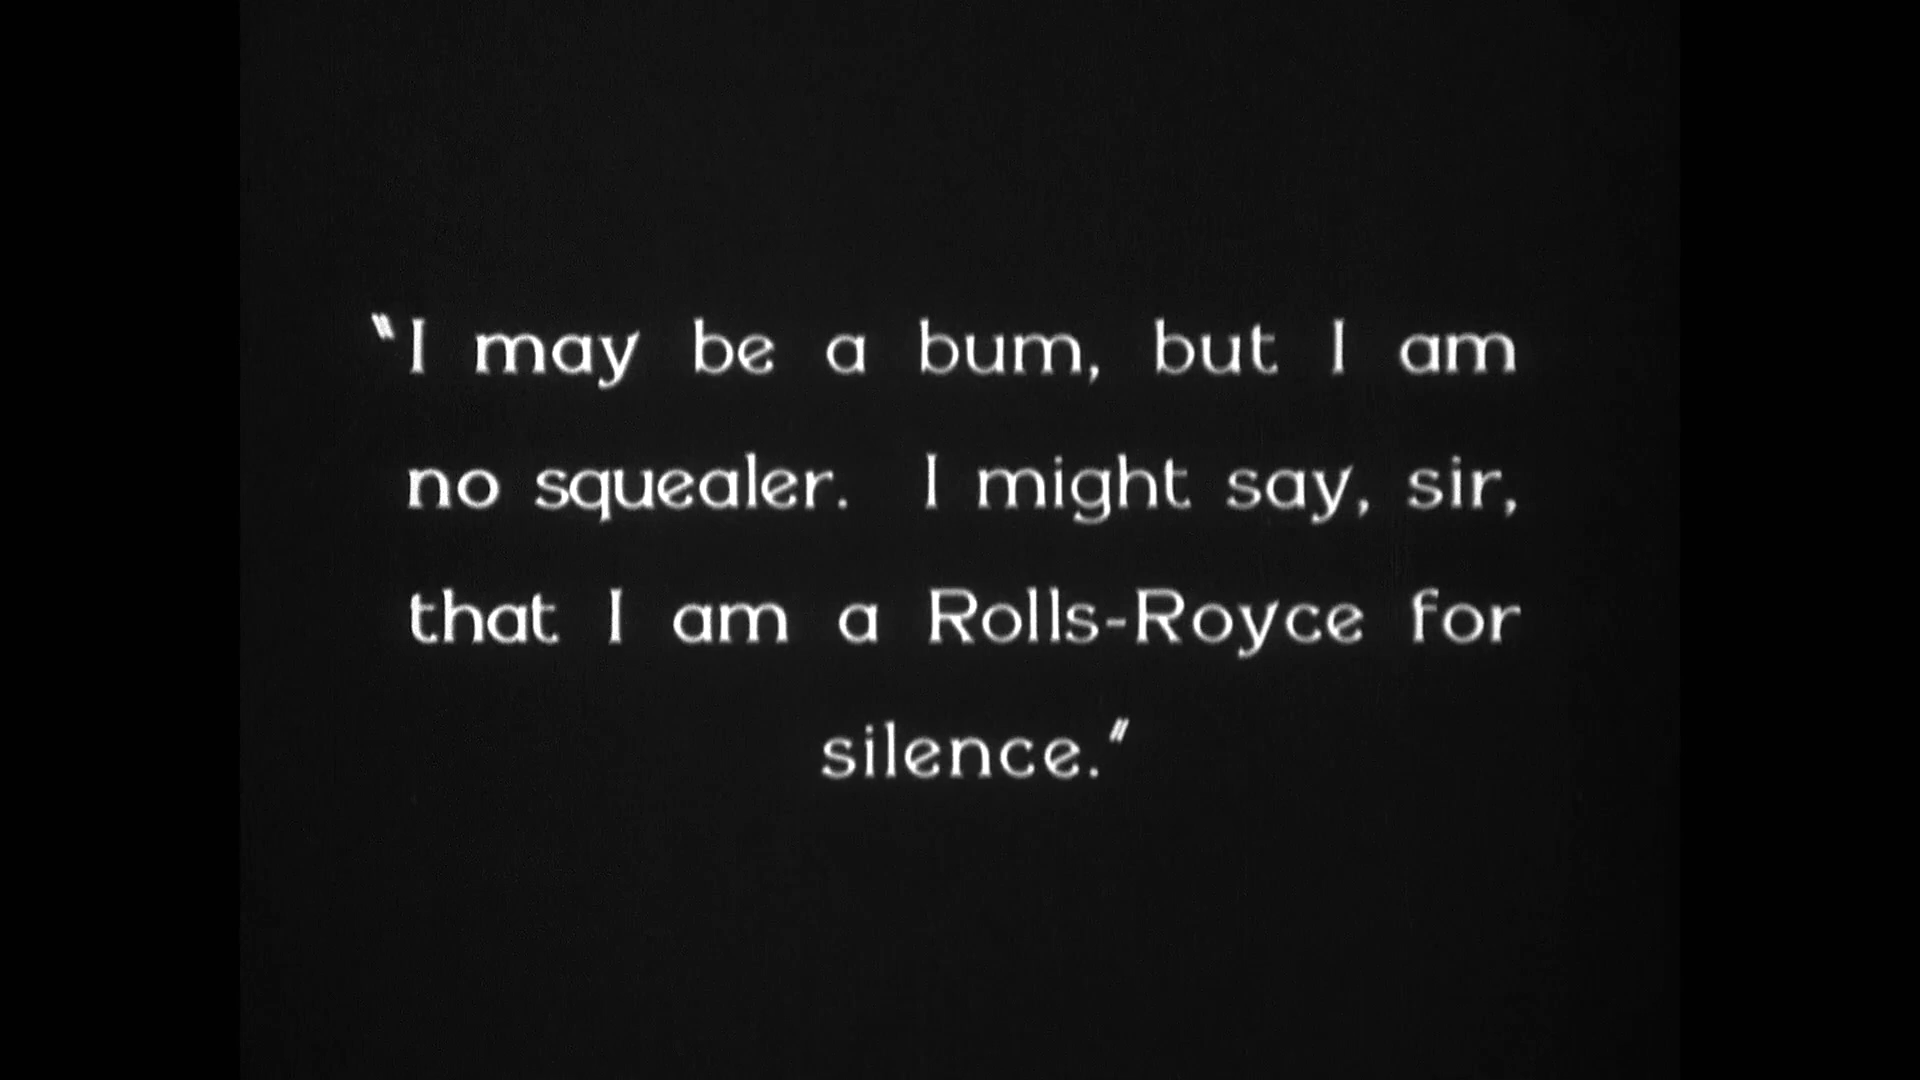 "I may be a bum, but I am
no squealer. I might say, sir,
that I am a Rolls-Royce for
silence."